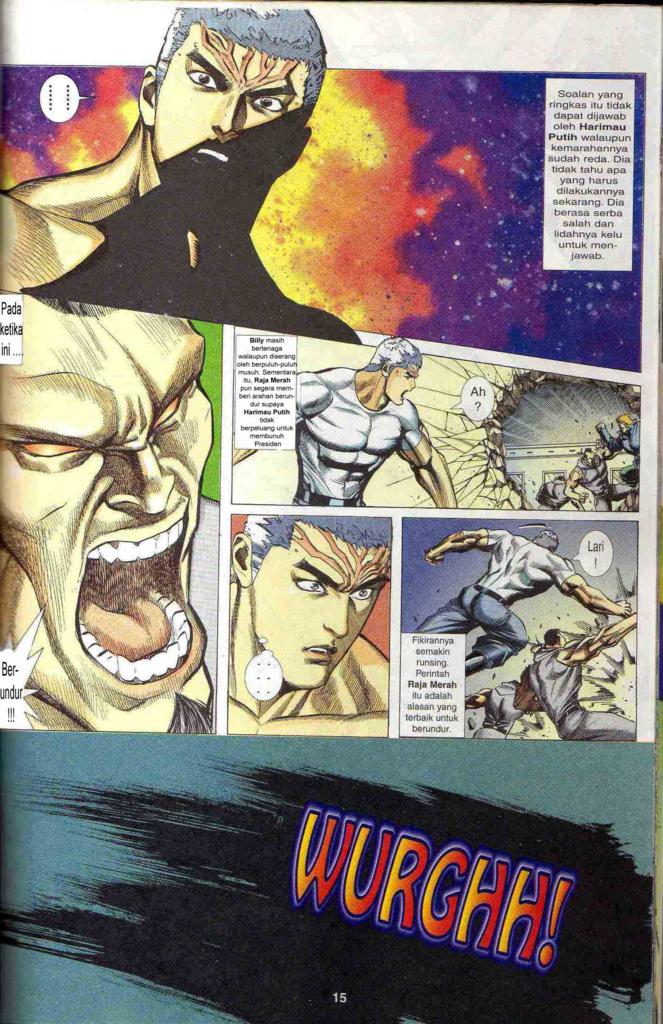 Soalan yang
ringkas itu tidak
dapat dijawab
oleh Harimau
Putih walaupun
kemarahannya
sudah reda. Dia
tidak tahu apa
yang harus
dilakukannya
sekarang. Dia
berasa serba
salah dan
lidahnya kelu
untuk men-
jawab.
Pada
ketika
ini ....
Ber-
undur
!!!
Billy masih
bertenaga
walaupun diserang
oleh berpuluh-puluh
musuh. Sementara
itu, Raja Merah
pun segera mem-
beri arahan berun-
dur supaya
Harimau Putih
tidak
berpeluang untuk
membunuh
Presiden
Ah
?
Lari
!
Fikirannya
semakin
runsing.
Perintah
Raja Merah
itu adalah
alasan yang
terbaik untuk
berundur.
WURGHH!
15